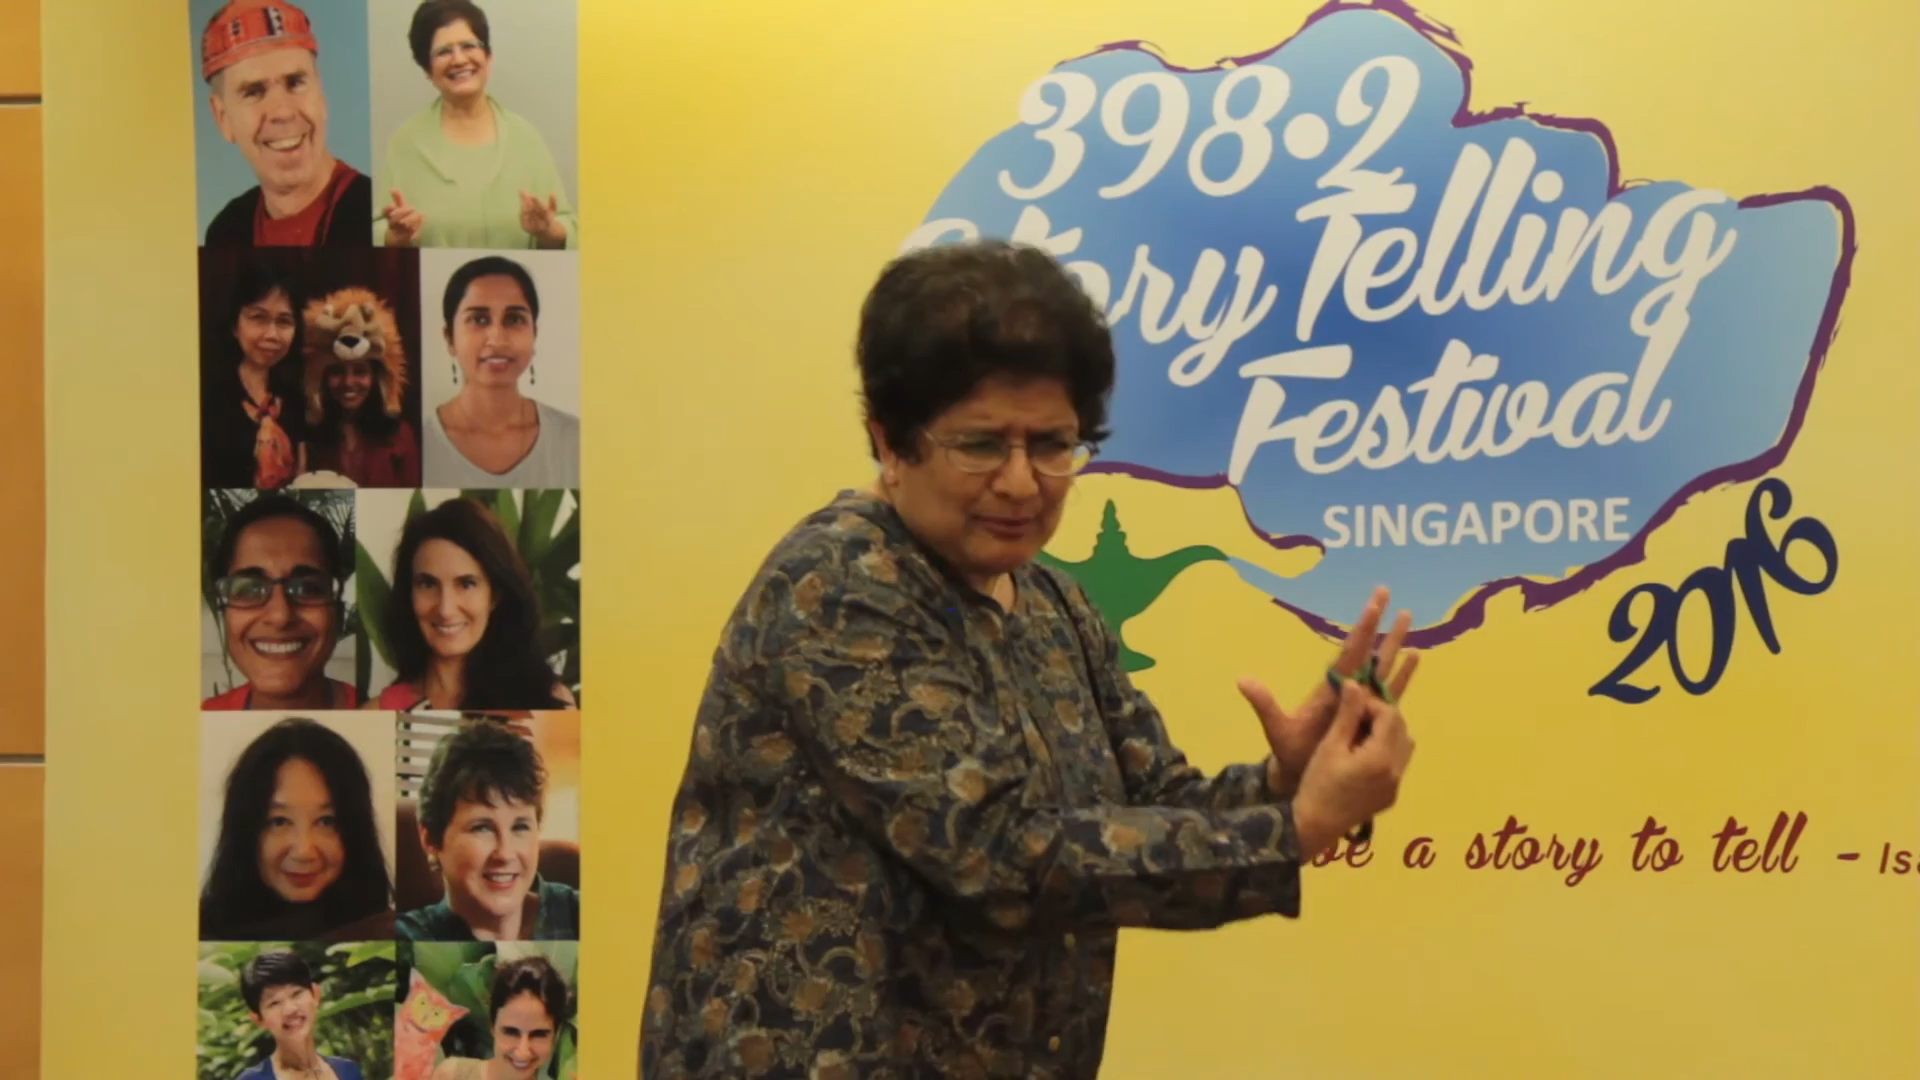 398.2
Story Telling
Festival
SINGAPORE
2016
a story to tell -